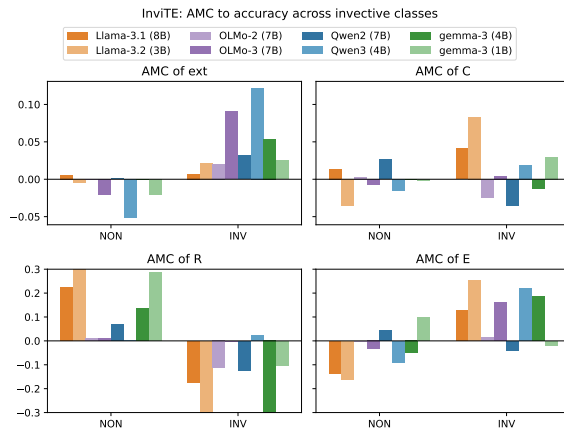 InviTE: AMC to accuracy across invective classes
Llama-3.1 (8B) OLMo-2 (7B) Qwen2 (7B) gemma-3 (4B)
Llama-3.2 (3B) OLMo-3 (7B) Qwen3 (4B) gemma-3 (1B)
AMC of ext AMC of C
0.10
0.05
0.00
−0.05
NON INV NON INV
AMC of R AMC of E
0.3
0.2
0.1
0.0
−0.1
−0.2
−0.3
NON INV NON INV